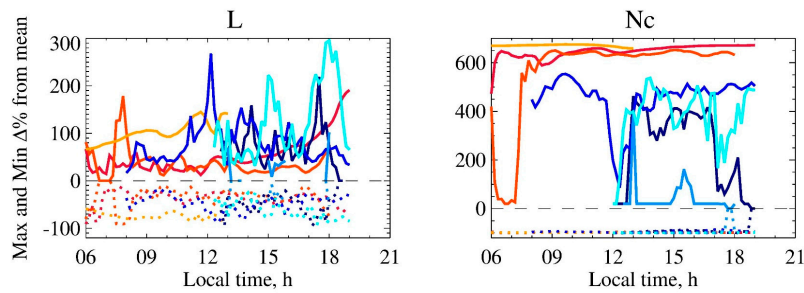 L
Nc
Max and Min Δ% from mean
300
200
100
0
-100
600
400
200
0
06 09 12 15 18 21
06 09 12 15 18 21
Local time, h
Local time, h